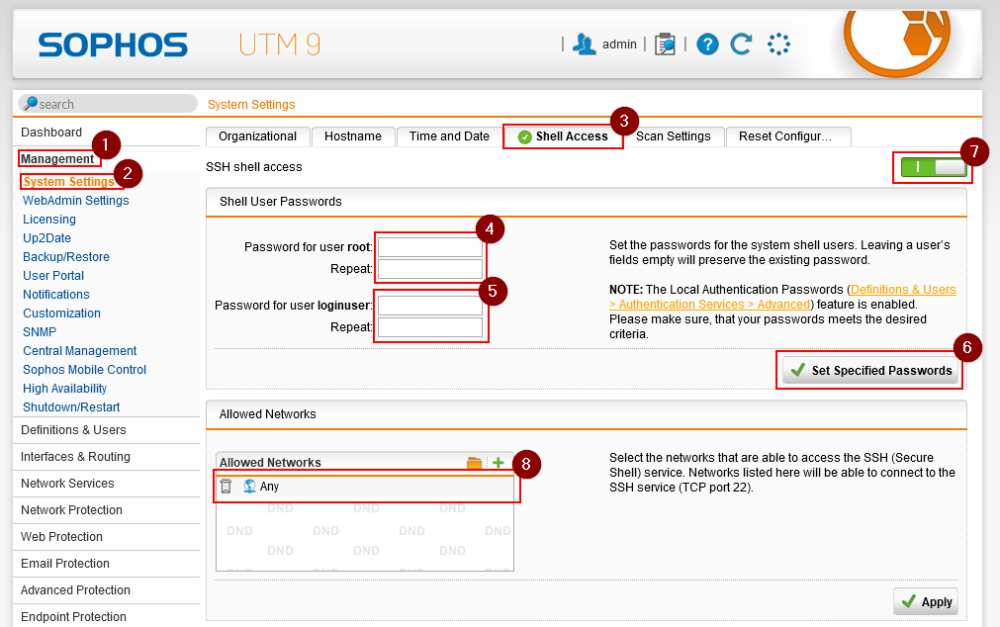 SOPHOS UTM 9
| admin | | ?
search
System Settings
Dashboard
Organizational Hostname Time and Date Shell Access 3 Scan Settings Reset Configur…
Management 1
SSH shell access 7
System Settings 2
WebAdmin Settings
Licensing
Up2Date
Backup/Restore
User Portal
Notifications
Customization
SNMP
Central Management
Sophos Mobile Control
High Availability
Shutdown/Restart
Definitions & Users
Interfaces & Routing
Network Services
Network Protection
Web Protection
Email Protection
Advanced Protection
Endpoint Protection
Shell User Passwords
4
Password for user root:
Repeat:
5
Password for user loginuser:
Repeat:
Set the passwords for the system shell users. Leaving a user's
fields empty will preserve the existing password.
NOTE: The Local Authentication Passwords (Definitions & Users
> Authentication Services > Advanced) feature is enabled.
Please make sure, that your passwords meets the desired
criteria.
6
Set Specified Passwords
Allowed Networks
Allowed Networks 8
Any
DND DND DND
DND DND DND DND
DND DND DND
DND DND DND DND
Select the networks that are able to access the SSH (Secure
Shell) service. Networks listed here will be able to connect to the
SSH service (TCP port 22).
Apply